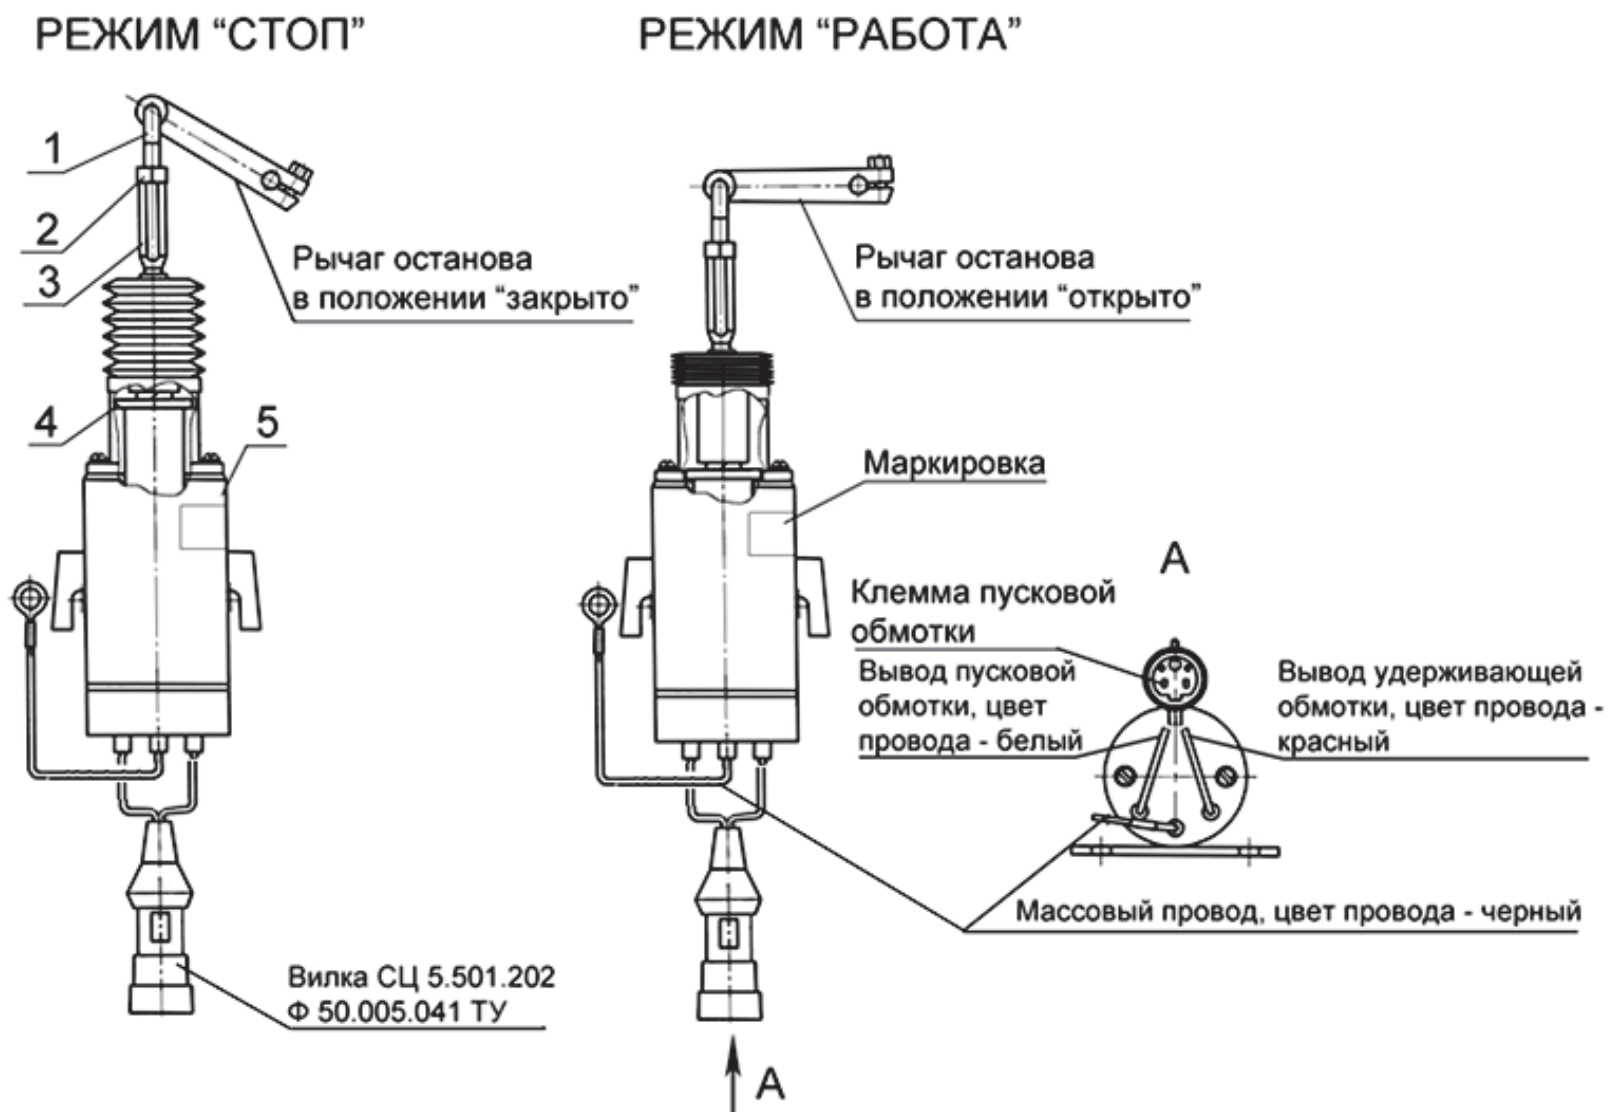 РЕЖИМ “СТОП”
РЕЖИМ “РАБОТА”
1
2
3
4
5
Рычаг останова
в положении “закрыто”
Рычаг останова
в положении “открыто”
Маркировка
А
Клемма пусковой
обмотки
Вывод пусковой
обмотки, цвет
провода - белый
Вывод удерживающей
обмотки, цвет провода -
красный
Массовый провод, цвет провода - черный
Вилка СЦ 5.501.202
Ф 50.005.041 ТУ
А